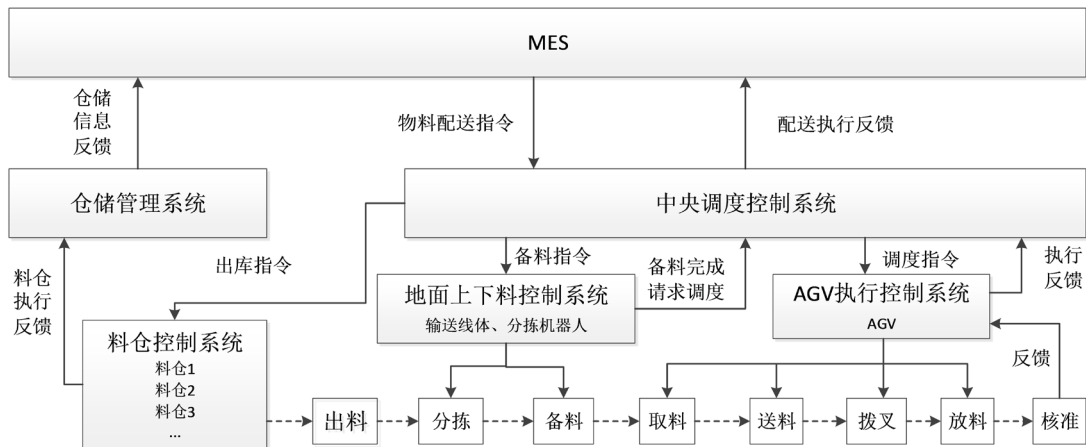 MES
仓储
信息
反馈
物料配送指令
配送执行反馈
仓储管理系统
中央调度控制系统
料仓
执行
反馈
出库指令
备料指令
备料完成
请求调度
调度指令
执行
反馈
地面上下料控制系统
输送线体、分拣机器人
AGV执行控制系统
AGV
料仓控制系统
料仓1
料仓2
料仓3
...
反馈
出料
分拣
备料
取料
送料
拨叉
放料
核准